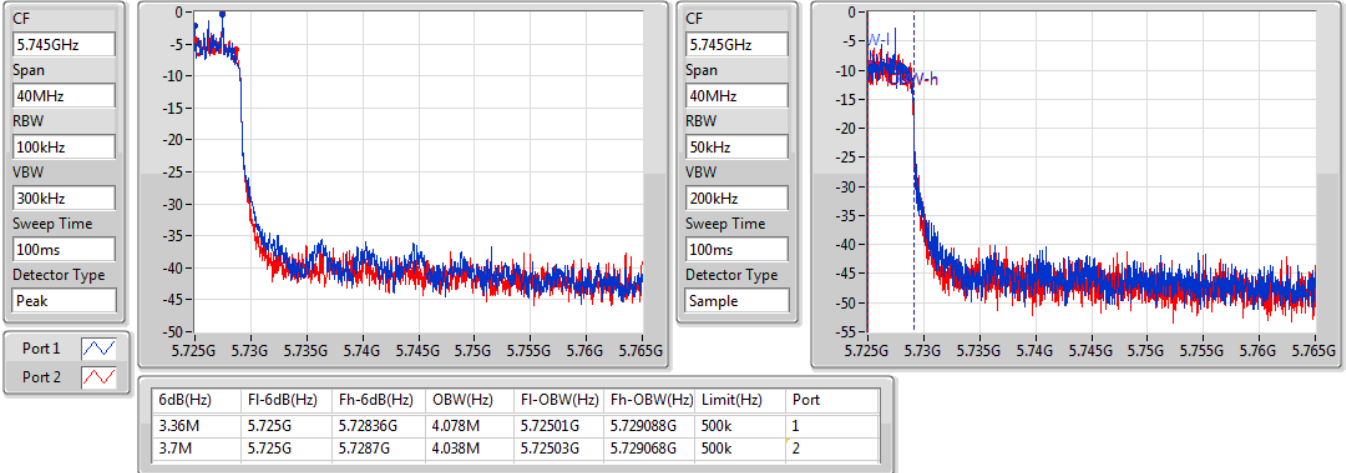 CF
5.745GHz
Span
40MHz
RBW
100kHz
VBW
300kHz
Sweep Time
100ms
Detector Type
Peak
Port 1
Port 2
0-
-5-
-10-
-15-
-20-
-25-
-30-
-35-
-40-
-45-
-50-
5.725G 5.73G 5.735G 5.74G 5.745G 5.75G 5.755G 5.76G 5.765G
CF
5.745GHz
Span
40MHz
RBW
50kHz
VBW
200kHz
Sweep Time
100ms
Detector Type
Sample
0-
-5-
-10-
-15-
-20-
-25-
-30-
-35-
-40-
-45-
-50-
-55-
W-l
W-h
5.725G 5.73G 5.735G 5.74G 5.745G 5.75G 5.755G 5.76G 5.765G
6dB(Hz) Fl-6dB(Hz) Fh-6dB(Hz) OBW(Hz) Fl-OBW(Hz) Fh-OBW(Hz) Limit(Hz) Port
3.36M 5.725G 5.72836G 4.078M 5.72501G 5.729088G 500k 1
3.7M 5.725G 5.7287G 4.038M 5.72503G 5.729068G 500k 2